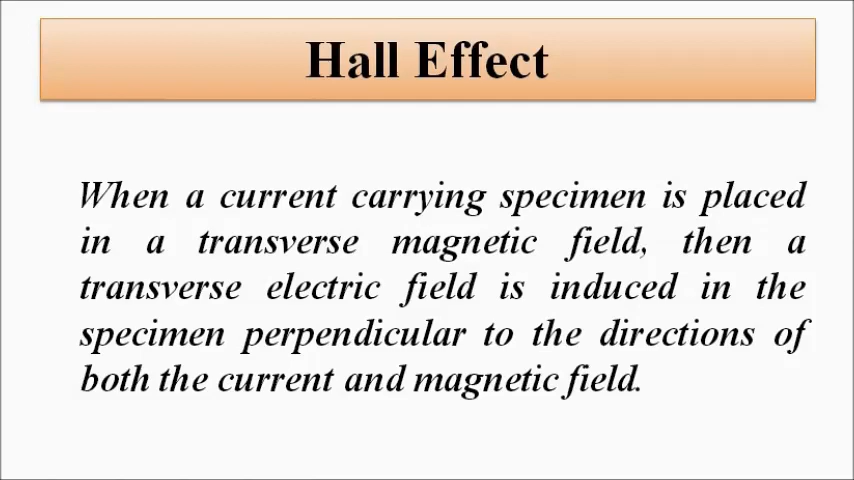 Hall Effect
When a current carrying specimen is placed
in a transverse magnetic field, then a
transverse electric field is induced in the
specimen perpendicular to the directions of
both the current and magnetic field.